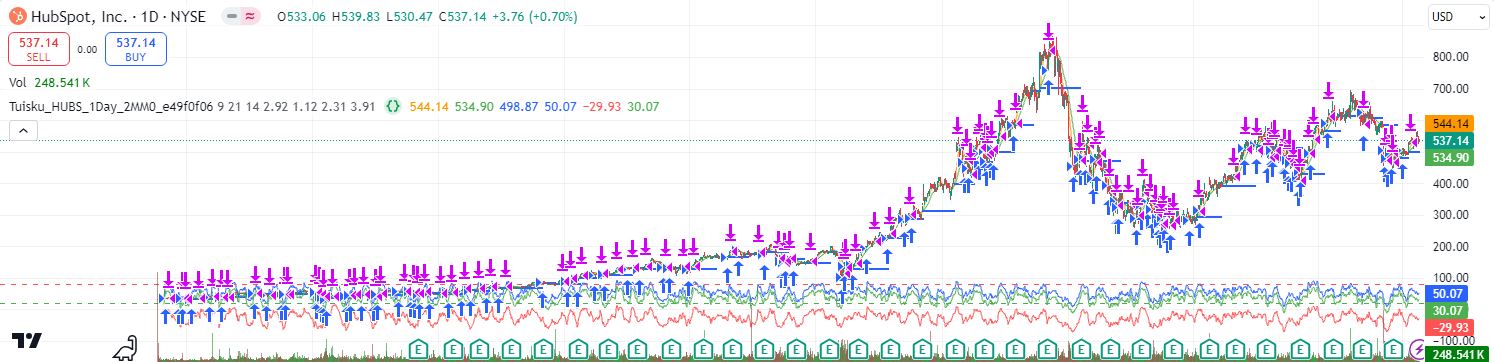 HubSpot, Inc. · 1D · NYSE O533.06 H539.83 L530.47 C537.14 +3.76 (+0.70%) USD
537.14 0.00 537.14
SELL BUY
Vol 248.541 K
Tuisku_HUBS_1Day_2MM0_e49f0f06 9 21 14 2.92 1.12 2.31 3.91 {} 544.14 534.90 498.87 50.07 −29.93 30.07
800.00
700.00
544.14
537.14
534.90
400.00
300.00
200.00
100.00
50.07
30.07
−29.93
−100.00
248.541 K
E E E E E E E E E E E E E E E E E E E E E E E E E E E E E E E E